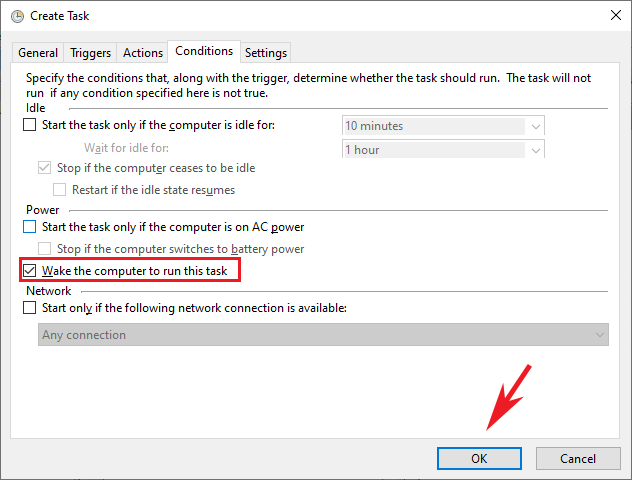 Create Task
General Triggers Actions Conditions Settings
Specify the conditions that, along with the trigger, determine whether the task should run. The task will not
run if any condition specified here is not true.
Idle
Start the task only if the computer is idle for: 10 minutes
Wait for idle for: 1 hour
Stop if the computer ceases to be idle
Restart if the idle state resumes
Power
Start the task only if the computer is on AC power
Stop if the computer switches to battery power
Wake the computer to run this task
Network
Start only if the following network connection is available:
Any connection
OK Cancel